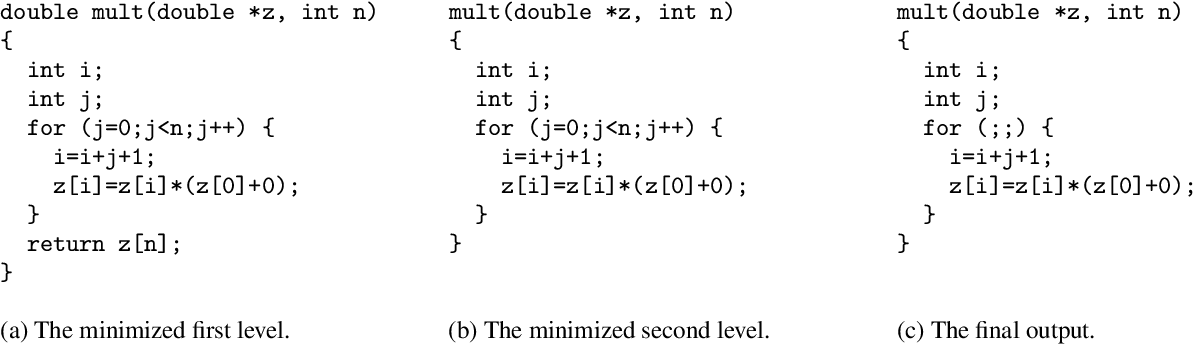 double mult(double *z, int n)
{
  int i;
  int j;
  for (j=0;j<n;j++) {
    i=i+j+1;
    z[i]=z[i]*(z[0]+0);
  }
  return z[n];
}
(a) The minimized first level.
mult(double *z, int n)
{
  int i;
  int j;
  for (j=0;j<n;j++) {
    i=i+j+1;
    z[i]=z[i]*(z[0]+0);
  }
}
(b) The minimized second level.
mult(double *z, int n)
{
  int i;
  int j;
  for (;;) {
    i=i+j+1;
    z[i]=z[i]*(z[0]+0);
  }
}
(c) The final output.